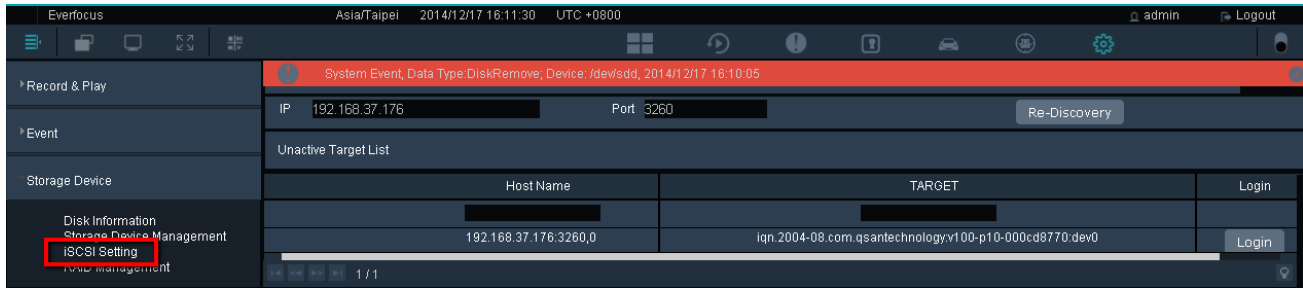 Everfocus Asia/Taipei 2014/12/17 16:11:30 UTC +0800 admin Logout
System Event, Data Type:DiskRemove; Device: /dev/sdd, 2014/12/17 16:10:05
Record & Play
IP 192.168.37.176 Port 3260 Re-Discovery
Event
Unactive Target List
Storage Device
Host Name TARGET Login
Disk Information
Storage Device Management
192.168.37.176:3260,0 iqn.2004-08.com.qsantechnology:v100-p10-000cd8770:dev0 Login
iSCSI Setting
RAID Management
1 / 1